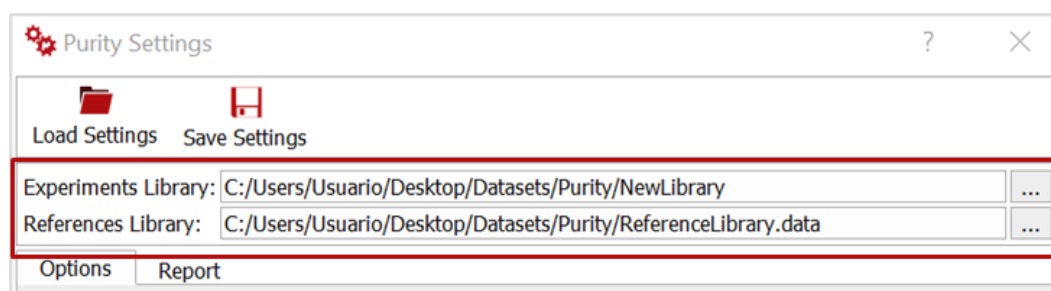 Purity Settings ?
Load Settings Save Settings
Experiments Library: C:/Users/Usuario/Desktop/Datasets/Purity/NewLibrary ...
References Library: C:/Users/Usuario/Desktop/Datasets/Purity/ReferenceLibrary.data ...
Options Report